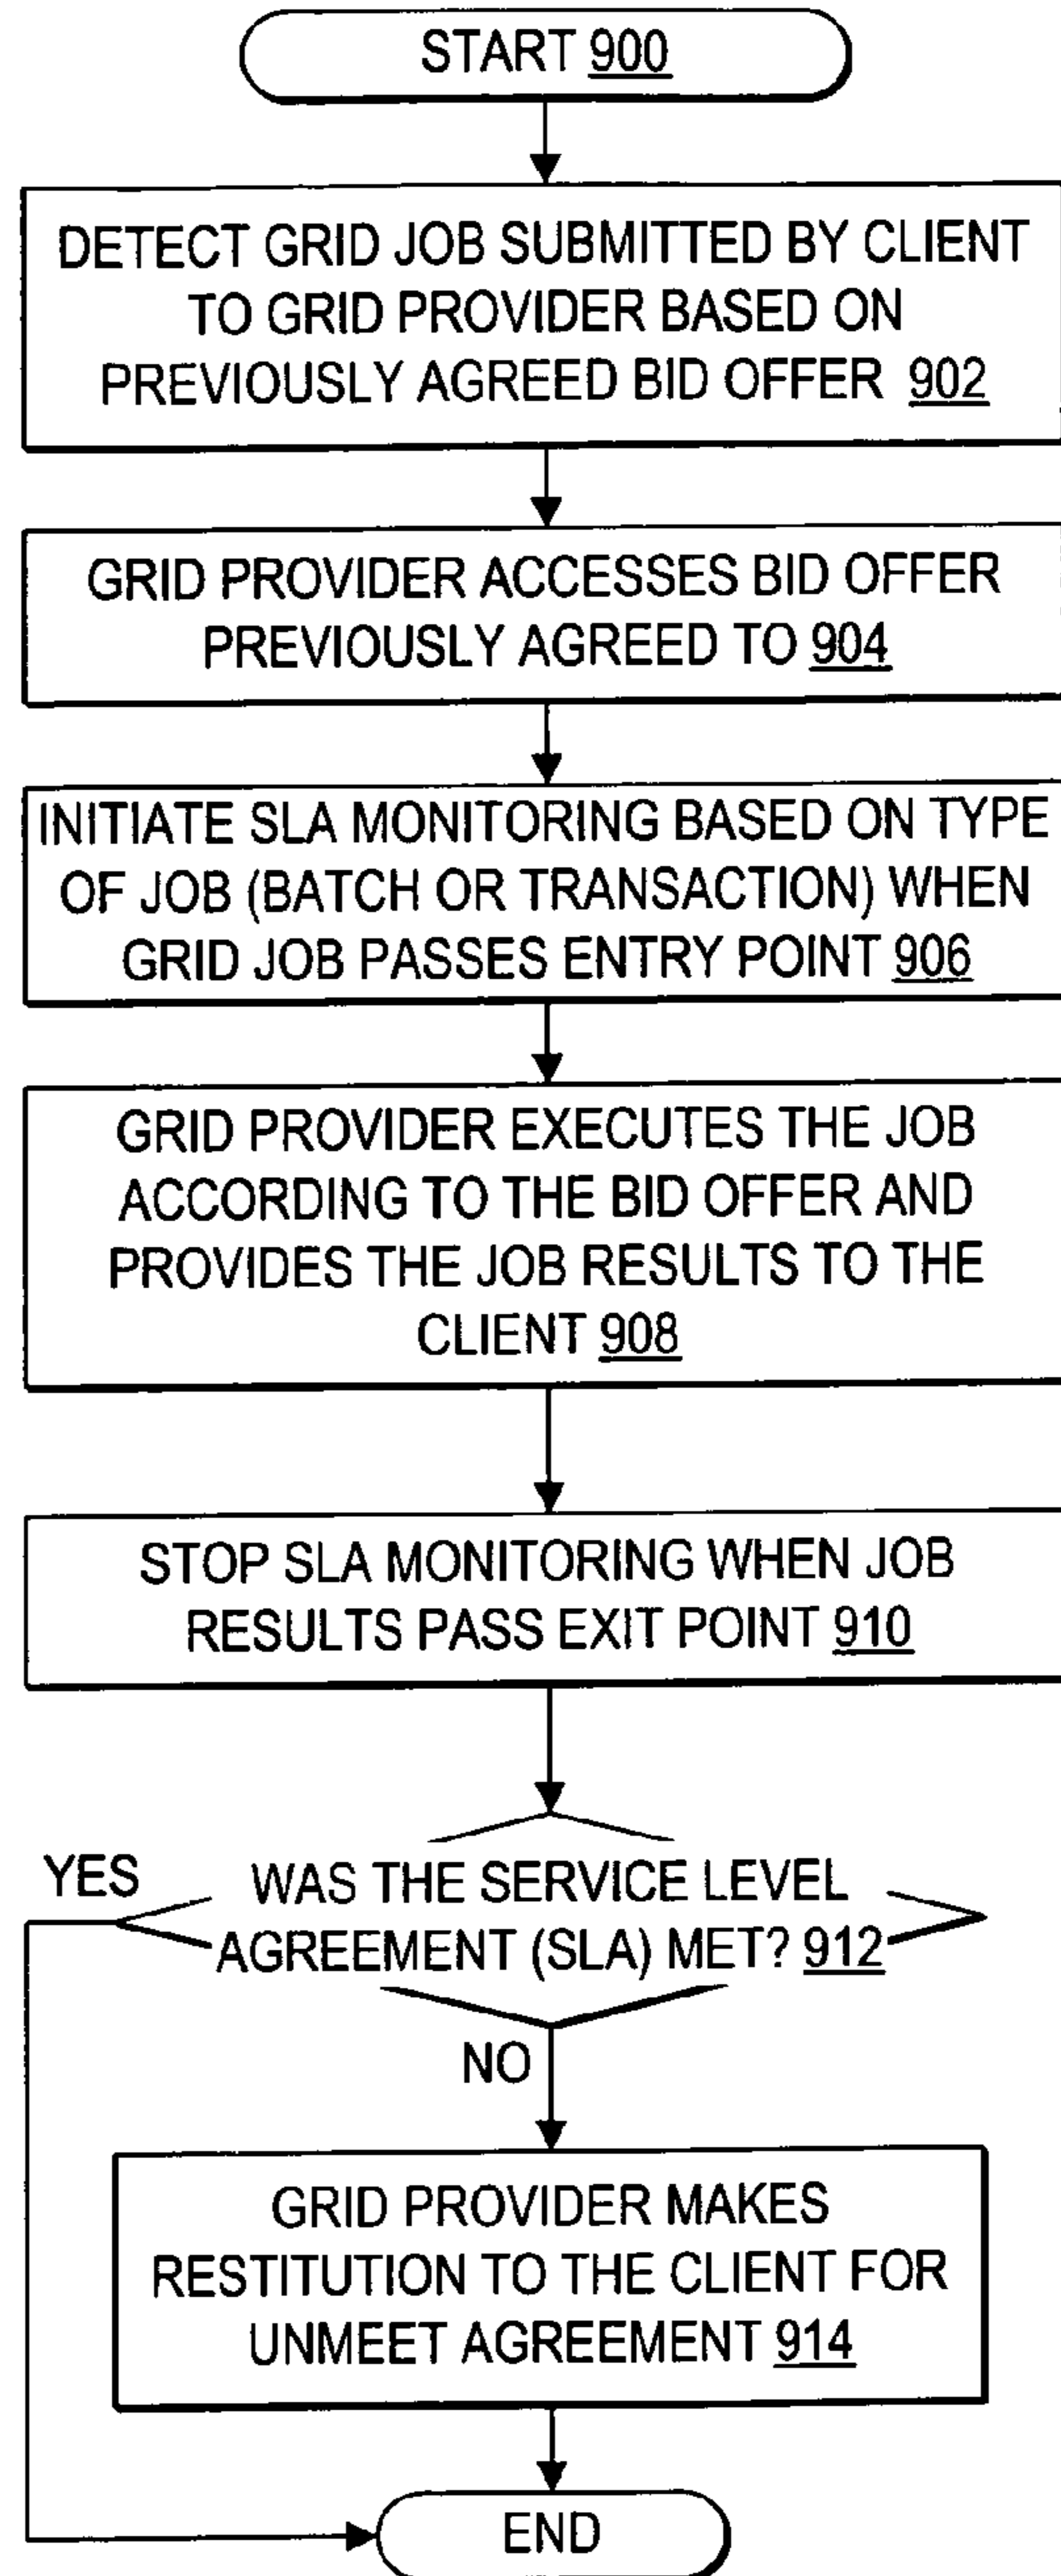 START 900
DETECT GRID JOB SUBMITTED BY CLIENT
TO GRID PROVIDER BASED ON
PREVIOUSLY AGREED BID OFFER 902
GRID PROVIDER ACCESSES BID OFFER
PREVIOUSLY AGREED TO 904
INITIATE SLA MONITORING BASED ON TYPE
OF JOB (BATCH OR TRANSACTION) WHEN
GRID JOB PASSES ENTRY POINT 906
GRID PROVIDER EXECUTES THE JOB
ACCORDING TO THE BID OFFER AND
PROVIDES THE JOB RESULTS TO THE
CLIENT 908
STOP SLA MONITORING WHEN JOB
RESULTS PASS EXIT POINT 910
YES
WAS THE SERVICE LEVEL
AGREEMENT (SLA) MET? 912
NO
GRID PROVIDER MAKES
RESTITUTION TO THE CLIENT FOR
UNMEET AGREEMENT 914
END